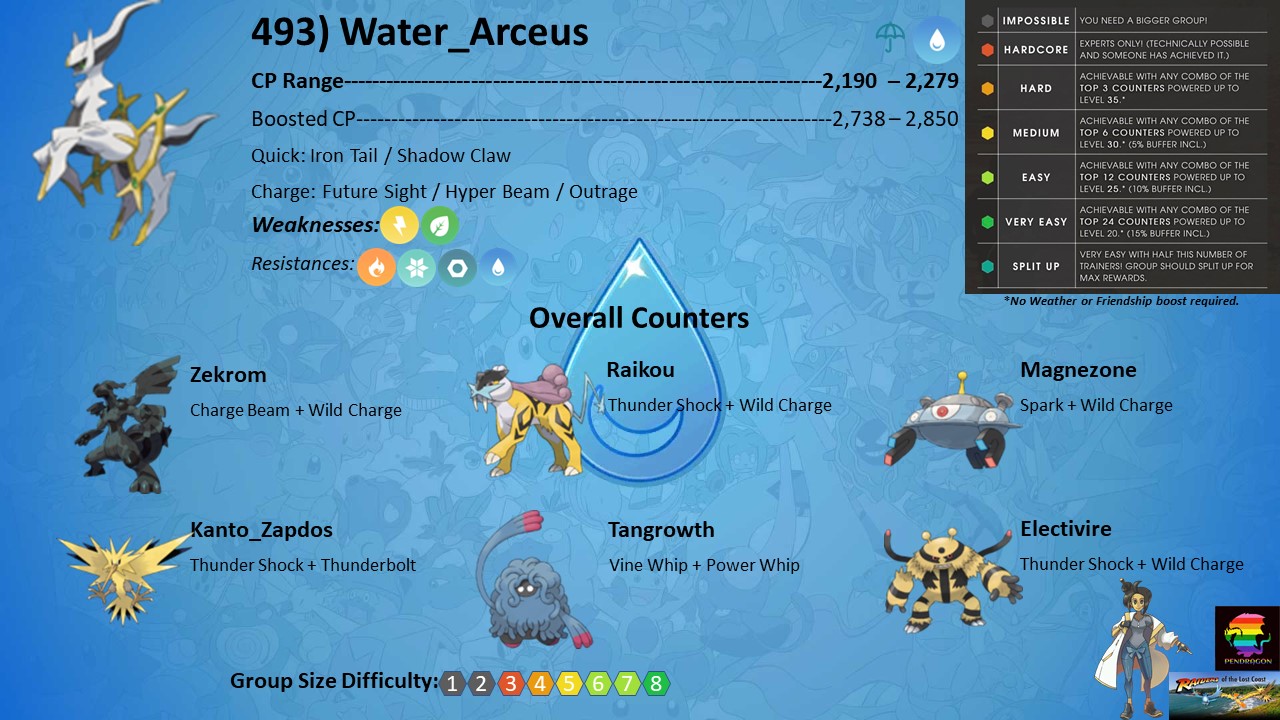 493) Water_Arceus
CP Range--------------------------------------------------------------------2,190 – 2,279
Boosted CP--------------------------------------------------------------------2,738 – 2,850
Quick: Iron Tail / Shadow Claw
Charge: Future Sight / Hyper Beam / Outrage
Weaknesses:
Resistances:
IMPOSSIBLE YOU NEED A BIGGER GROUP!
HARDCORE EXPERTS ONLY! (TECHNICALLY POSSIBLE
AND SOMEONE HAS ACHIEVED IT.)
HARD ACHIEVABLE WITH ANY COMBO OF THE
TOP 3 COUNTERS POWERED UP TO
LEVEL 35.*
MEDIUM ACHIEVABLE WITH ANY COMBO OF THE
TOP 6 COUNTERS POWERED UP TO
LEVEL 30.* (5% BUFFER INCL.)
EASY ACHIEVABLE WITH ANY COMBO OF THE
TOP 12 COUNTERS POWERED UP TO
LEVEL 25.* (10% BUFFER INCL.)
VERY EASY ACHIEVABLE WITH ANY COMBO OF THE
TOP 24 COUNTERS POWERED UP TO
LEVEL 20.* (15% BUFFER INCL.)
SPLIT UP VERY EASY WITH HALF THIS NUMBER OF
TRAINERS! GROUP SHOULD SPLIT UP FOR
MAX REWARDS.
*No Weather or Friendship boost required.
Overall Counters
Zekrom
Charge Beam + Wild Charge
Raikou
Thunder Shock + Wild Charge
Magnezone
Spark + Wild Charge
Kanto_Zapdos
Thunder Shock + Thunderbolt
Tangrowth
Vine Whip + Power Whip
Electivire
Thunder Shock + Wild Charge
Group Size Difficulty: 1 2 3 4 5 6 7 8
PENDRAGON
RAIDERS of the Lost Coast